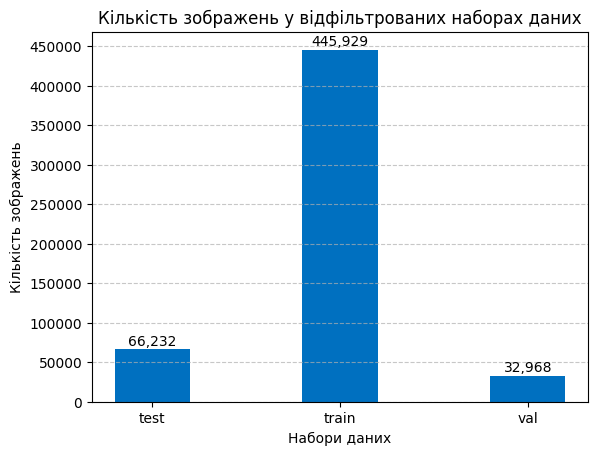 Кількість зображень у відфільтрованих наборах даних
Кількість зображень
450000
400000
350000
300000
250000
200000
150000
100000
50000
0
66,232
445,929
32,968
test
train
val
Набори даних